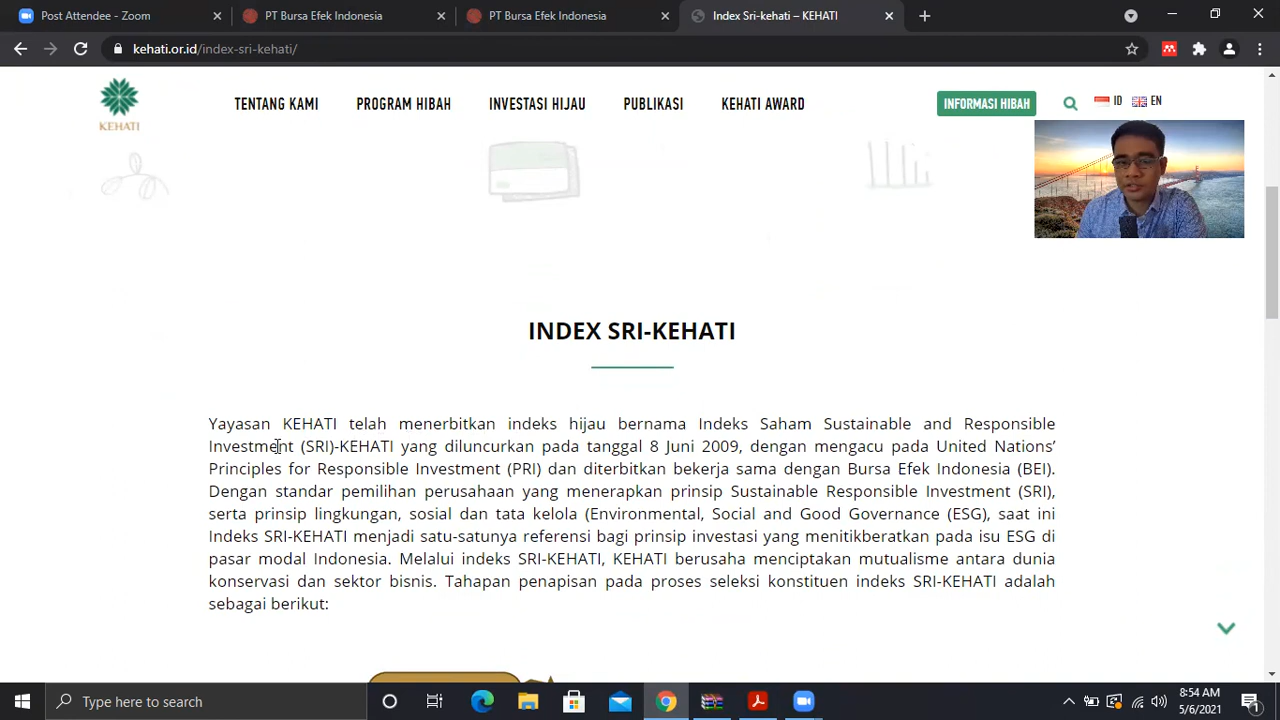 Post Attendee - Zoom
PT Bursa Efek Indonesia
PT Bursa Efek Indonesia
Index Sri-kehati – KEHATI
kehati.or.id/index-sri-kehati/
KEHATI
TENTANG KAMI
PROGRAM HIBAH
INVESTASI HIJAU
PUBLIKASI
KEHATI AWARD
INFORMASI HIBAH
ID
EN
INDEX SRI-KEHATI
Yayasan KEHATI telah menerbitkan indeks hijau bernama Indeks Saham Sustainable and Responsible
Investment (SRI)-KEHATI yang diluncurkan pada tanggal 8 Juni 2009, dengan mengacu pada United Nations’
Principles for Responsible Investment (PRI) dan diterbitkan bekerja sama dengan Bursa Efek Indonesia (BEI).
Dengan standar pemilihan perusahaan yang menerapkan prinsip Sustainable Responsible Investment (SRI),
serta prinsip lingkungan, sosial dan tata kelola (Environmental, Social and Good Governance (ESG), saat ini
Indeks SRI-KEHATI menjadi satu-satunya referensi bagi prinsip investasi yang menitikberatkan pada isu ESG di
pasar modal Indonesia. Melalui indeks SRI-KEHATI, KEHATI berusaha menciptakan mutualisme antara dunia
konservasi dan sektor bisnis. Tahapan penapisan pada proses seleksi konstituen indeks SRI-KEHATI adalah
sebagai berikut:
Type here to search
8:54 AM
5/6/2021
1